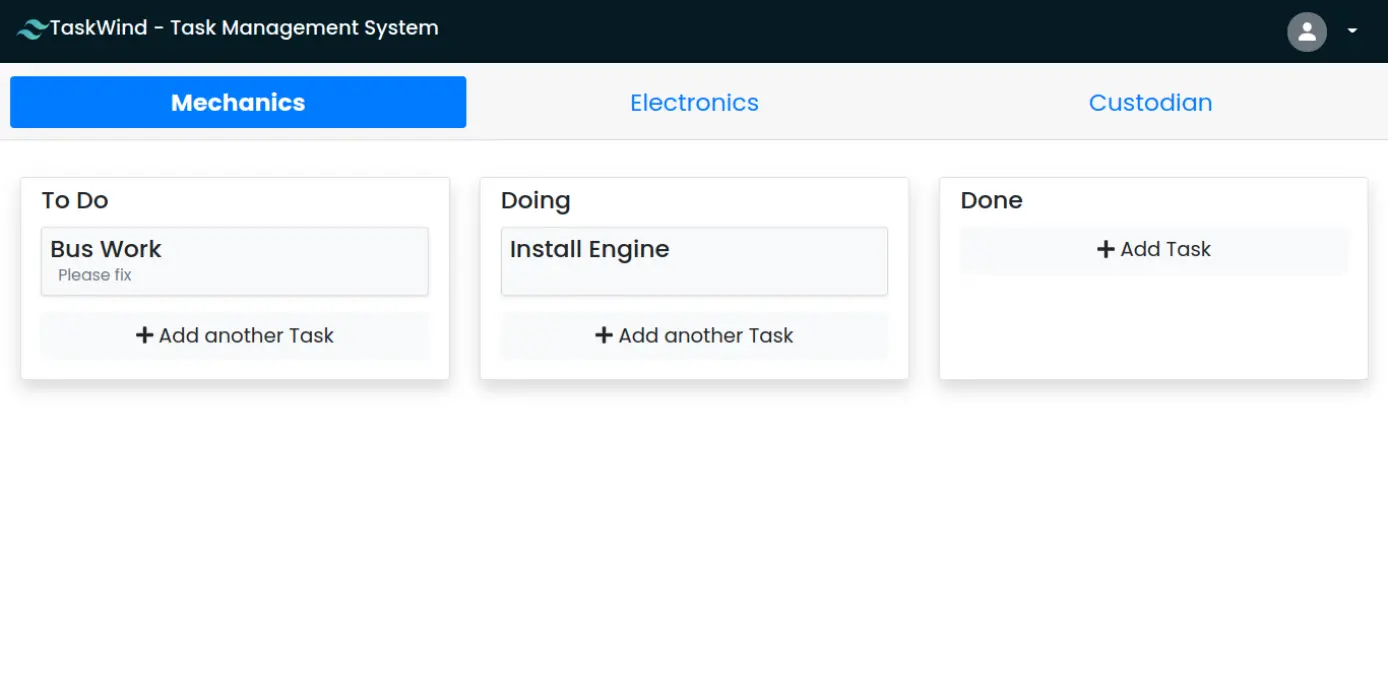 TaskWind - Task Management System
Mechanics
Electronics
Custodian
To Do
Bus Work
Please fix
+ Add another Task
Doing
Install Engine
+ Add another Task
Done
+ Add Task